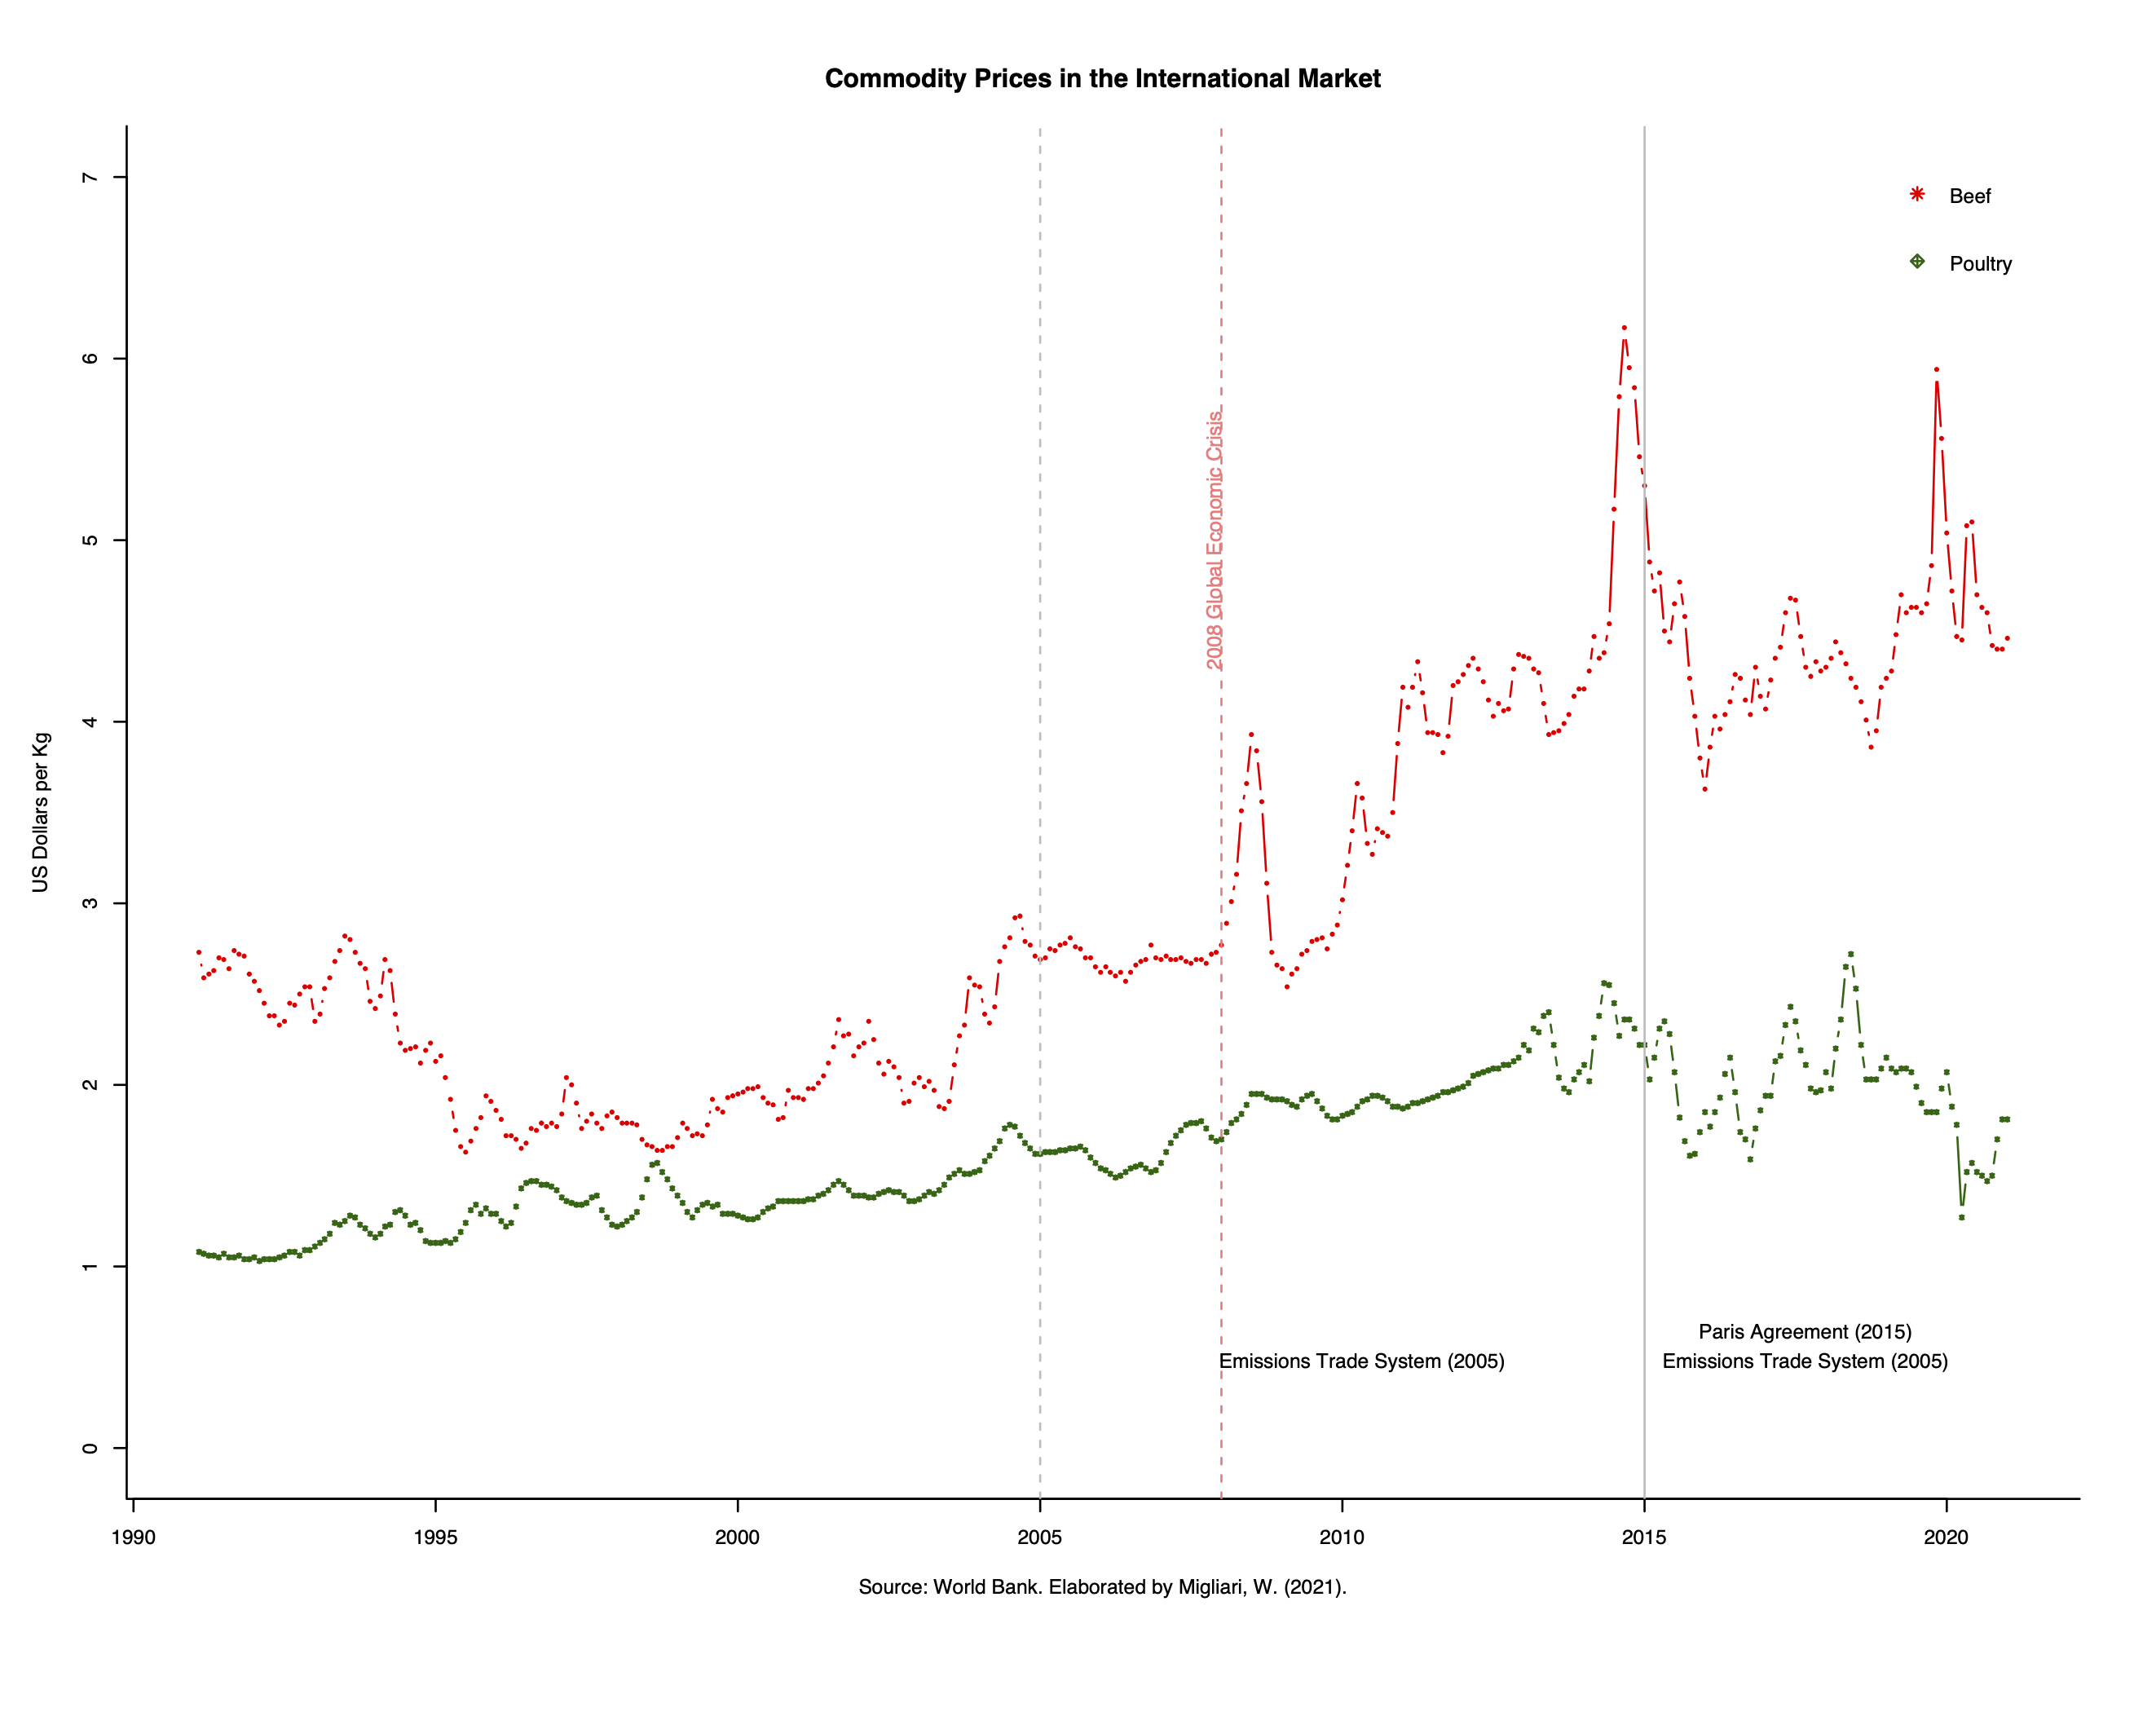 Commodity Prices in the International Market
7
6
5
4
3
2
1
0
US Dollars per Kg
Beef
Poultry
2008 Global Economic Crisis
Paris Agreement (2015)
Emissions Trade System (2005)
Emissions Trade System (2005)
1990 1995 2000 2005 2010 2015 2020
Source: World Bank. Elaborated by Migliari, W. (2021).